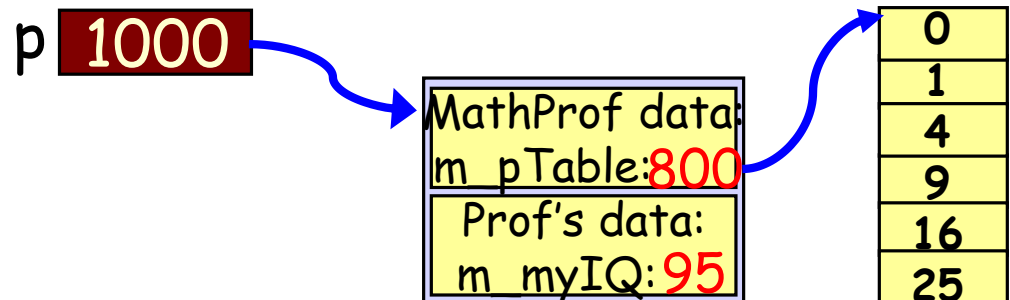 p 1000
MathProf data:
m_pTable:800
Prof's data:
m_myIQ:95
0
1
4
9
16
25